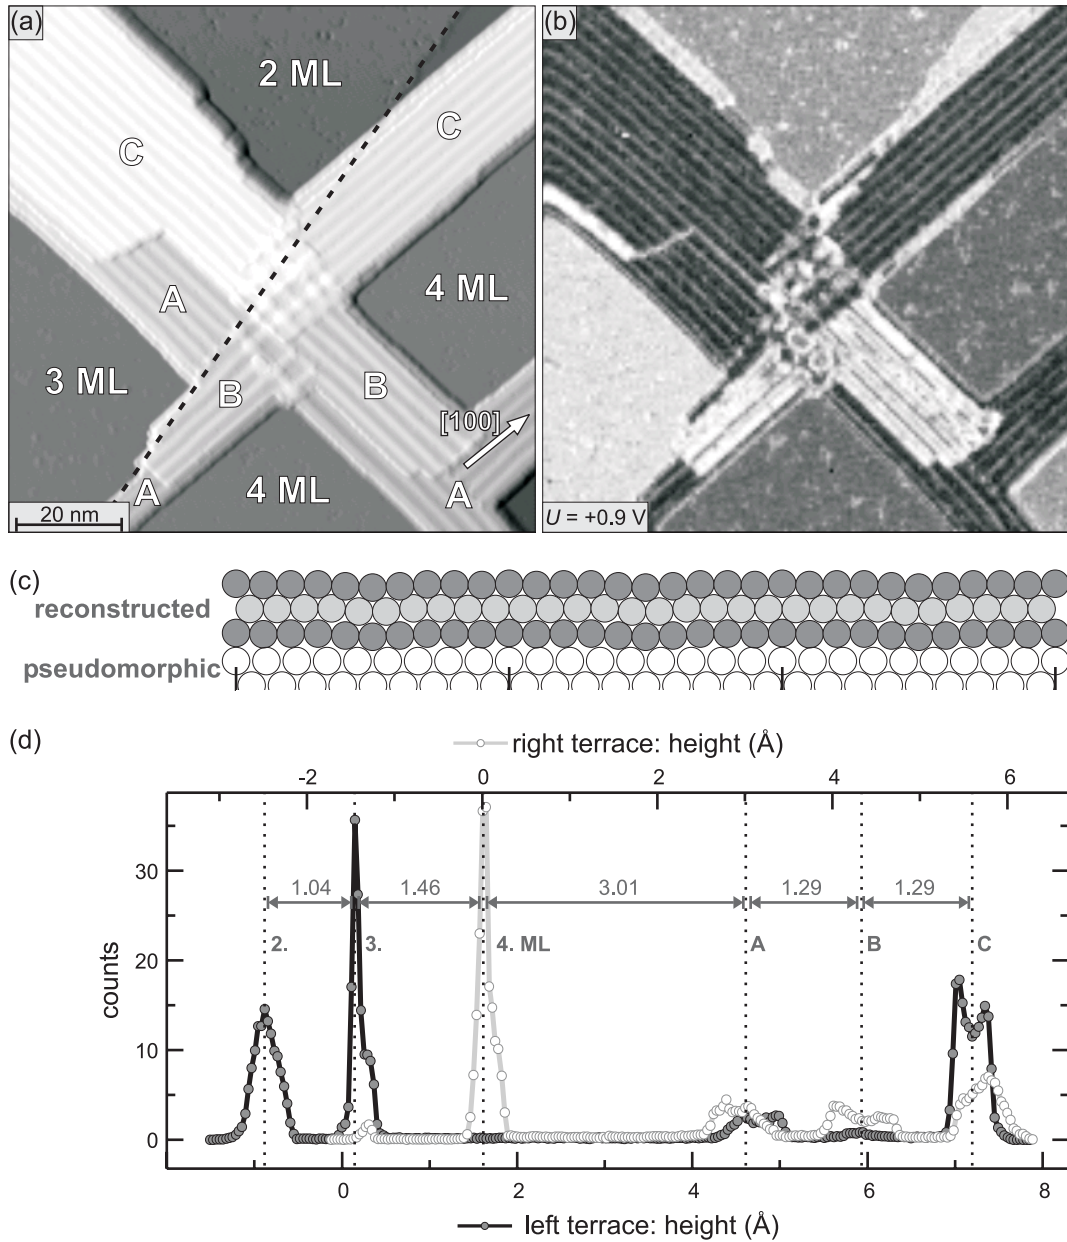 (a)
2 ML
C
C
A
4 ML
3 ML
B
B
[100]
A
4 ML
A
20 nm
(b)
U = +0.9 V
(c)
reconstructed
pseudomorphic
(d)
right terrace: height (Å)
-2 0 2 4 6
30
20
10
0
counts
1.04 1.46 3.01 1.29 1.29
2. 3. 4. ML A B C
0 2 4 6 8
left terrace: height (Å)